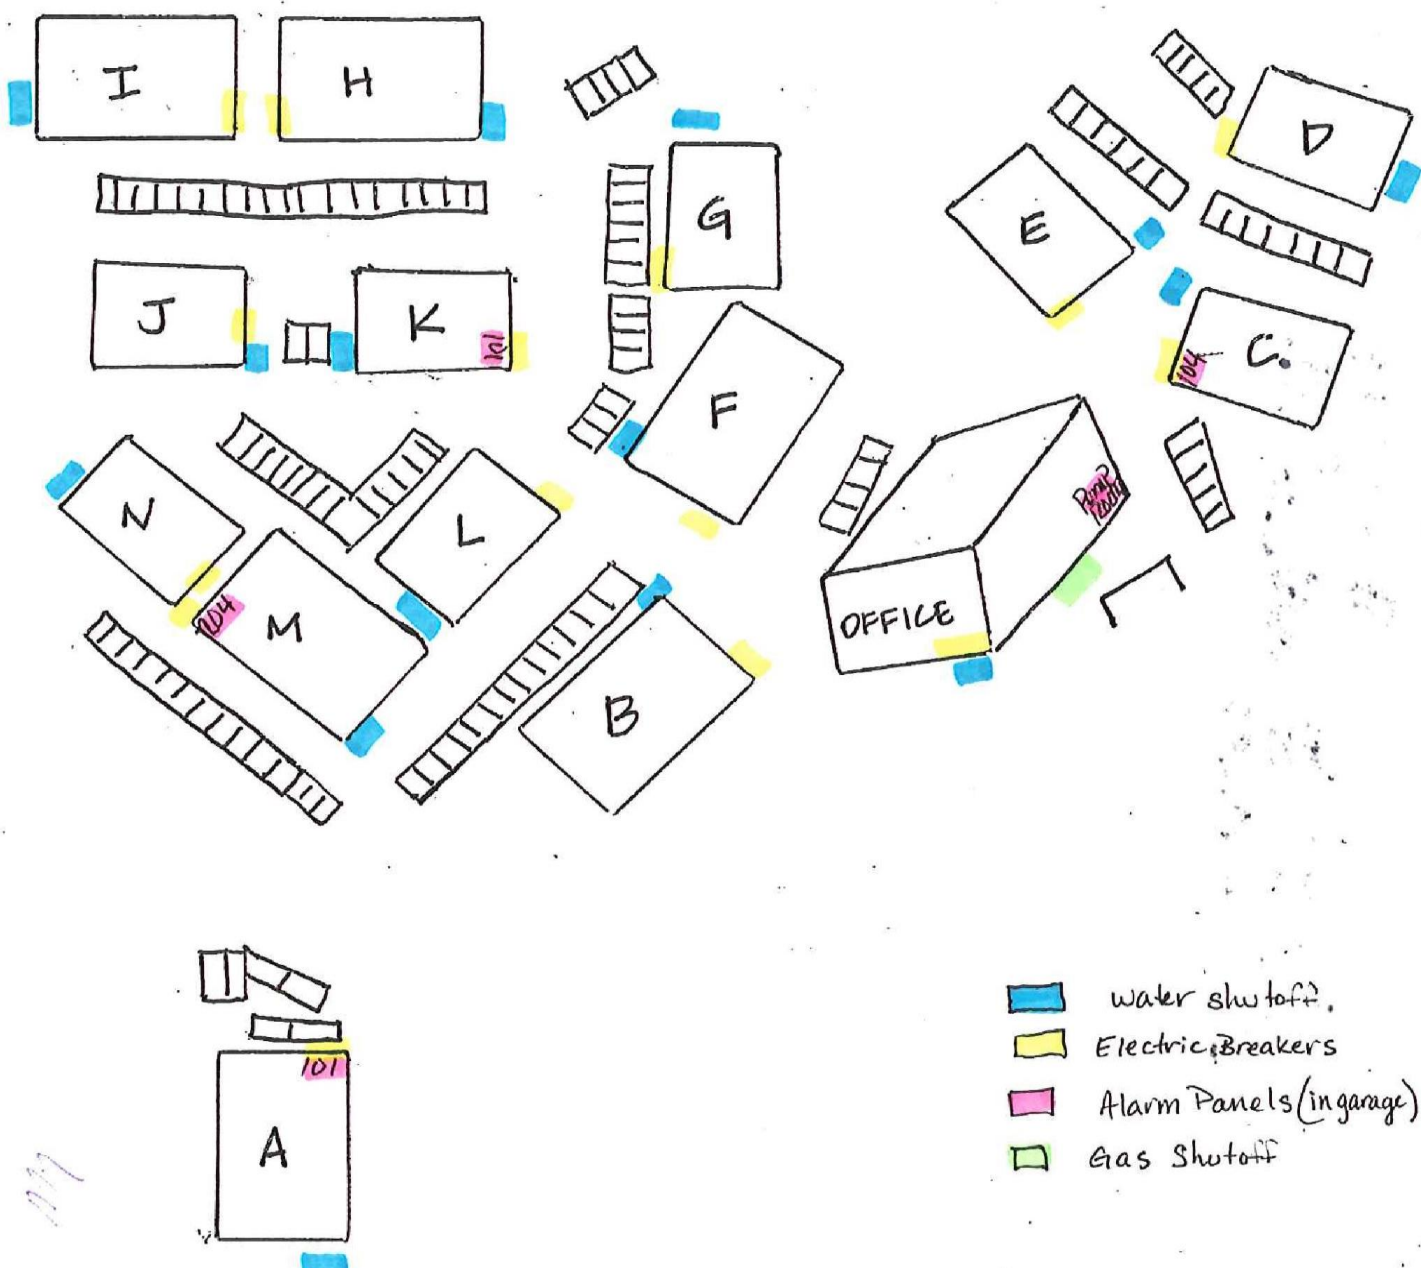 I
H
D
G
E
J
K
101
C.
104
F
Pump
Room
N
L
104
M
OFFICE
B
101
A
water shutoff.
Electric Breakers
Alarm Panels (in garage)
Gas Shutoff